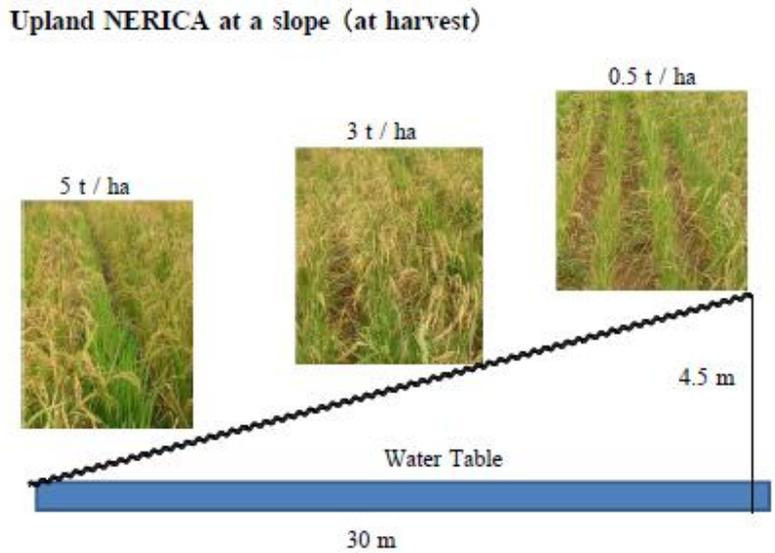 Upland NERICA at a slope (at harvest)
0.5 t / ha
3 t / ha
5 t / ha
4.5 m
Water Table
30 m